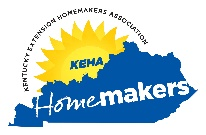 KENTUCKY EXTENSION HOMEMAKERS ASSOCIATION
KEHA
Homemakers